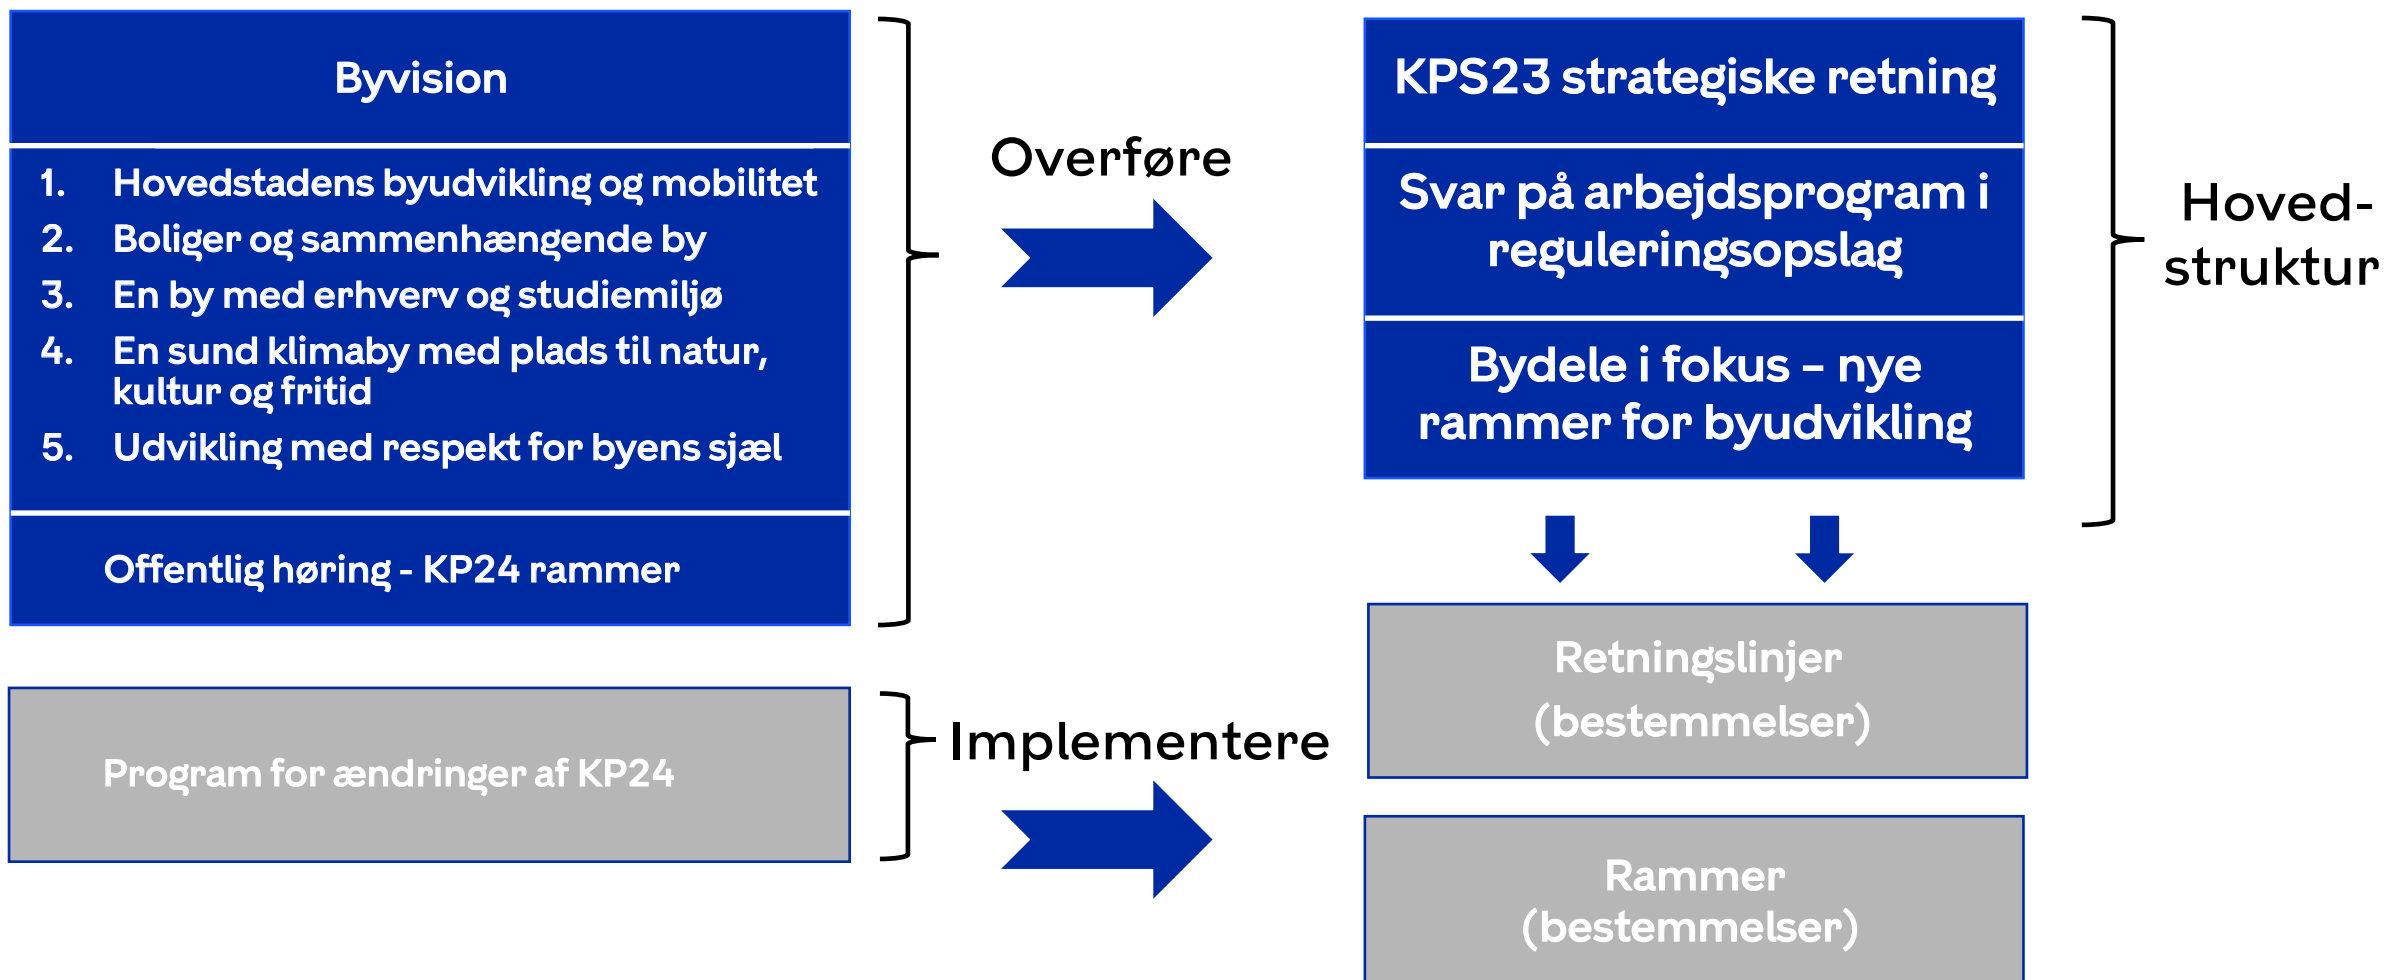 Byvision
1. Hovedstadens byudvikling og mobilitet
2. Boliger og sammenhængende by
3. En by med erhverv og studiemiljø
4. En sund klimaby med plads til natur,
kultur og fritid
5. Udvikling med respekt for byens sjæl
Offentlig høring - KP24 rammer
Program for ændringer af KP24
Overføre
Implementere
KPS23 strategiske retning
Svar på arbejdsprogram i
reguleringsopslag
Bydele i fokus – nye
rammer for byudvikling
Retningslinjer
(bestemmelser)
Rammer
(bestemmelser)
Hoved-
struktur